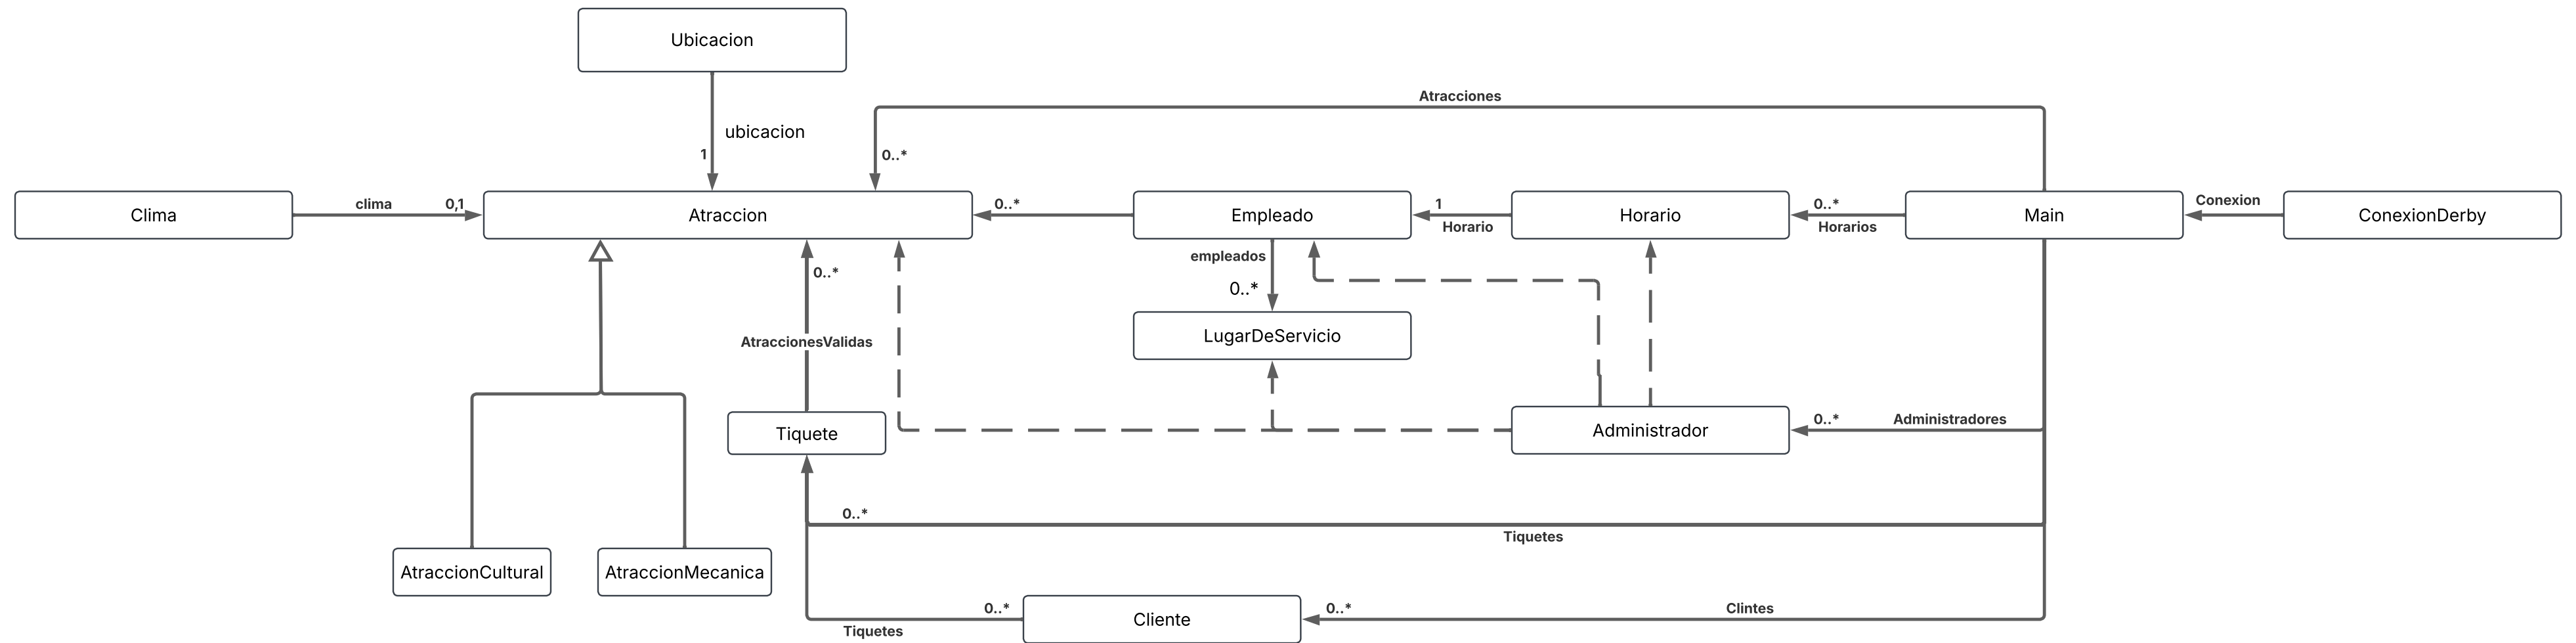 Ubicacion
Atracciones
ubicacion
1
0..*
Clima
clima
0,1
Atraccion
0..*
Empleado
1
Horario
Horario
0..*
Horarios
Main
Conexion
ConexionDerby
empleados
0..*
0..*
LugarDeServicio
AtraccionesValidas
Tiquete
Administrador
0..*
Administradores
0..*
Tiquetes
AtraccionCultural
AtraccionMecanica
0..*
Tiquetes
Cliente
0..*
Clintes